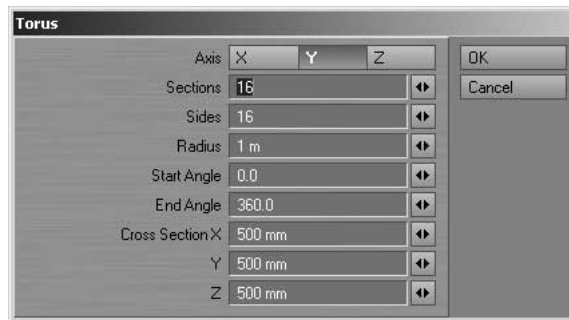 Torus
Axis X Y Z OK
Sections 16 Cancel
Sides 16
Radius 1 m
Start Angle 0.0
End Angle 360.0
Cross Section X 500 mm
Y 500 mm
Z 500 mm